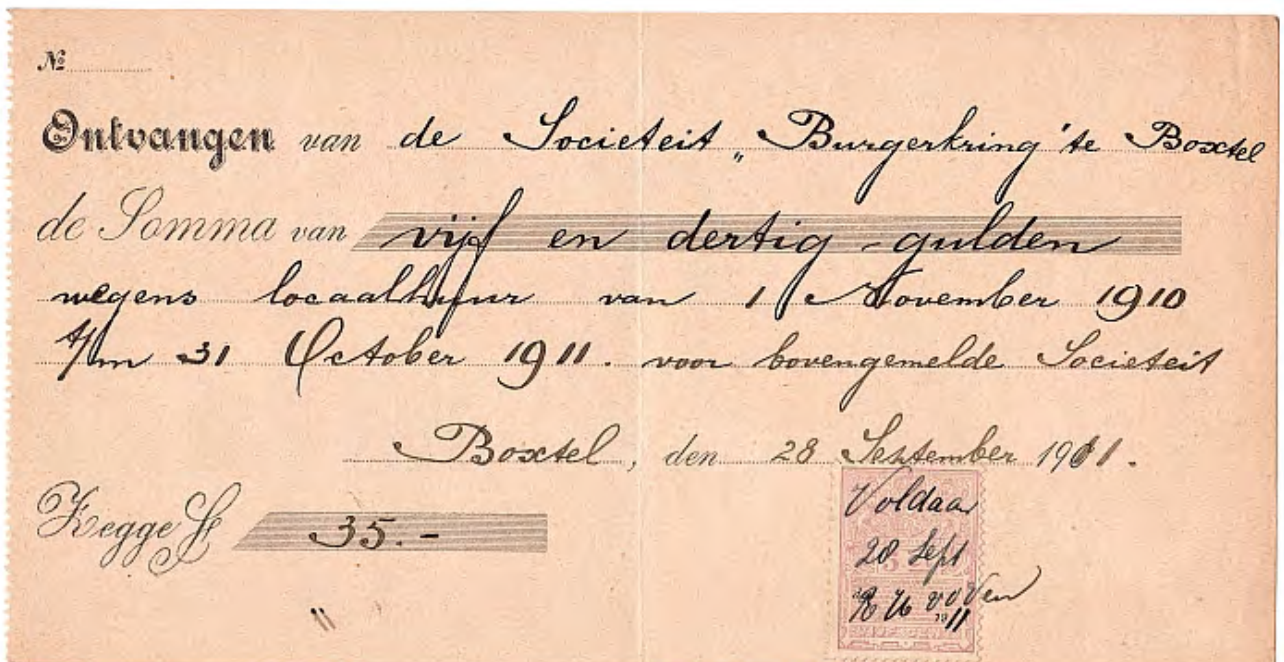 No
Ontvangen van de Societeit „Burgerkring" te Boxtel
de Somma van vijf en dertig gulden
wegens locaalhuur van 1 November 1910
t/m 31 October 1911. voor bovengemelde Societeit
Boxtel, den 28 September 1911.
Zegge ƒ 35.-
Voldaan
28 Sept
1911